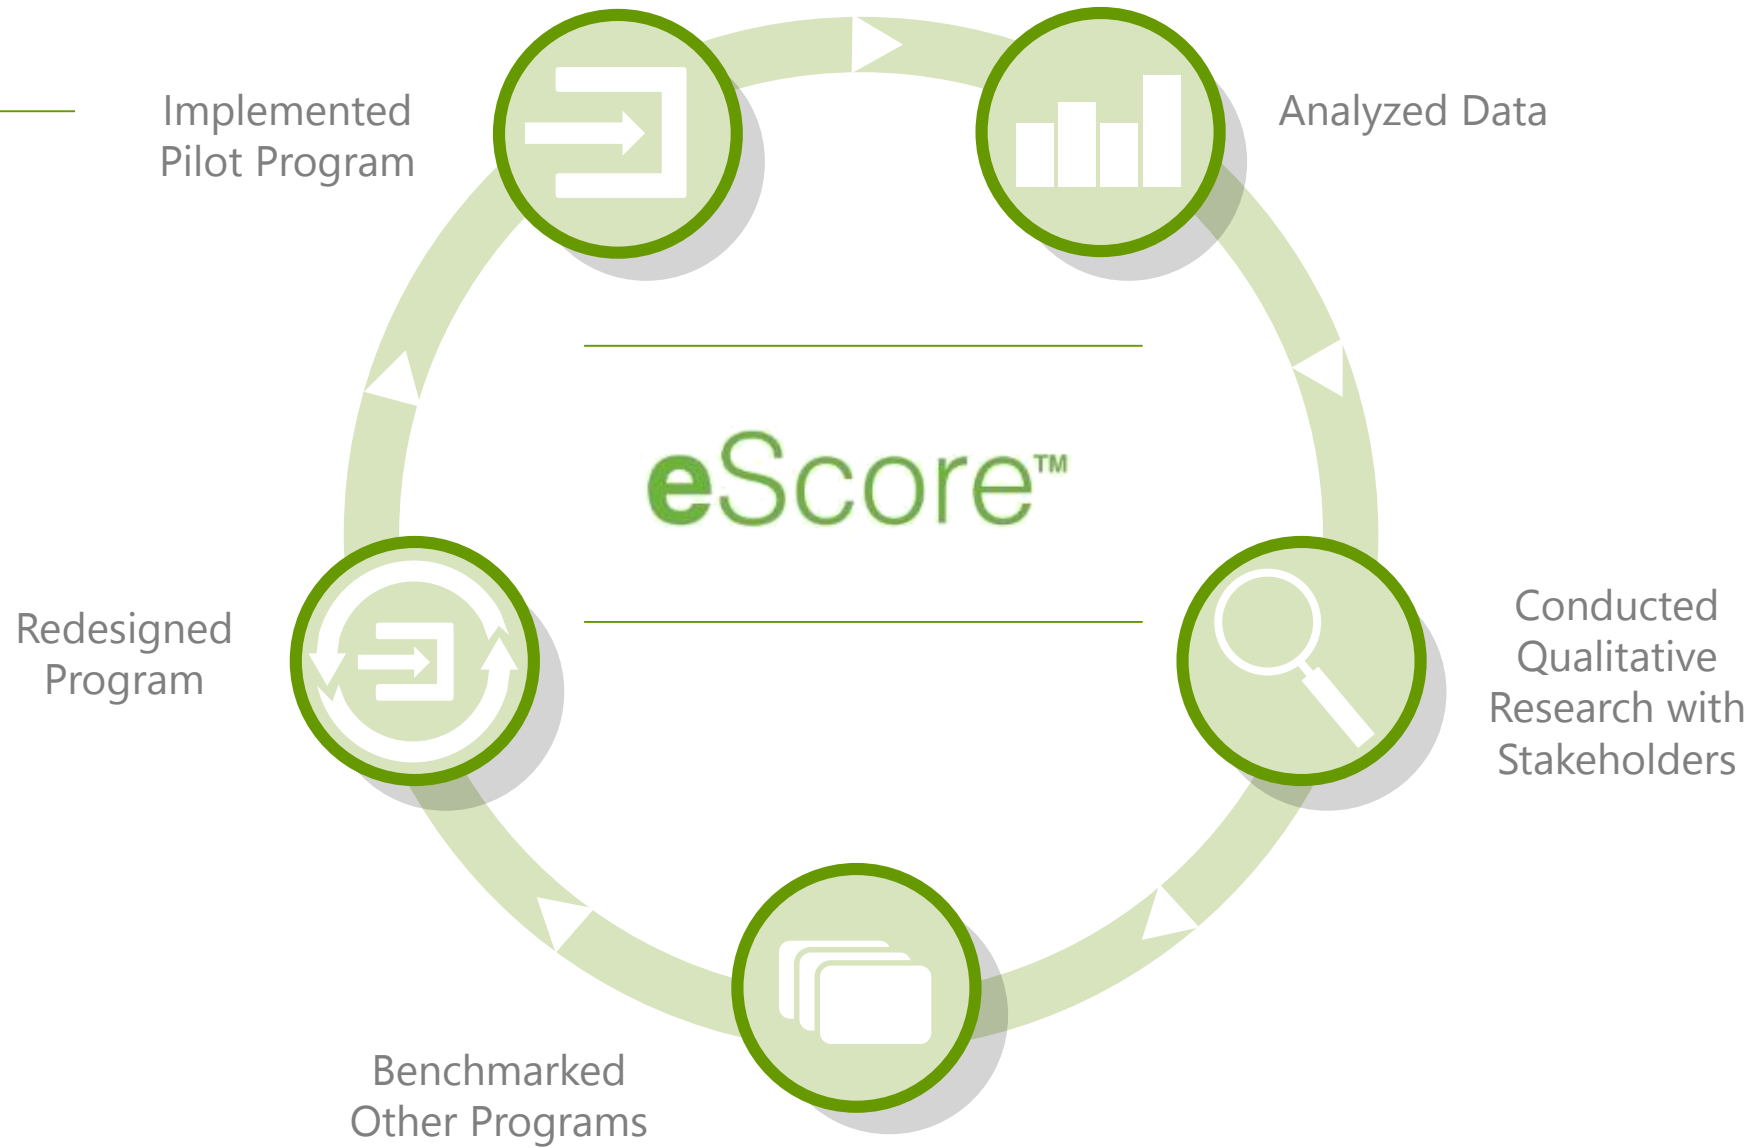 Implemented
Pilot Program
Analyzed Data
eScore™
Redesigned
Program
Conducted
Qualitative
Research with
Stakeholders
Benchmarked
Other Programs